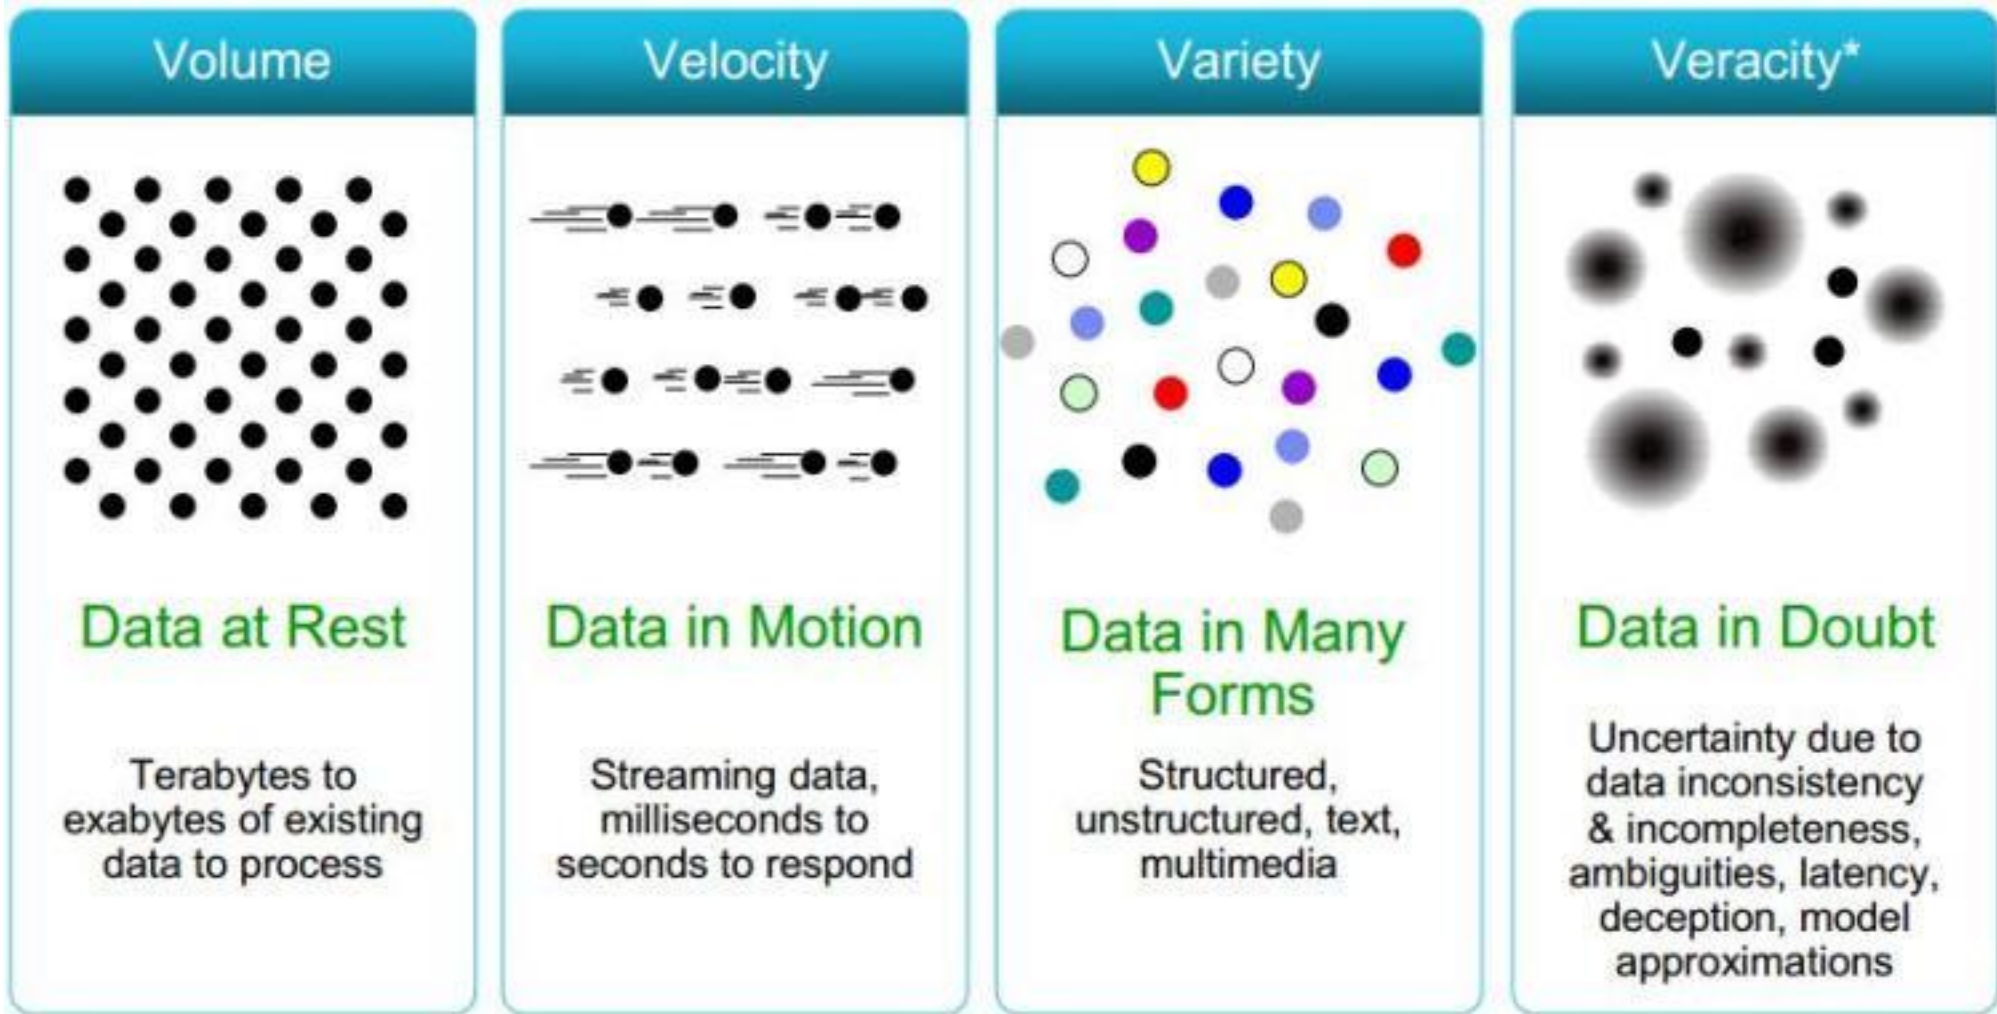 Volume
Data at Rest
Terabytes to
exabytes of existing
data to process
Velocity
Data in Motion
Streaming data,
milliseconds to
seconds to respond
Variety
Data in Many
Forms
Structured,
unstructured, text,
multimedia
Veracity*
Data in Doubt
Uncertainty due to
data inconsistency
& incompleteness,
ambiguities, latency,
deception, model
approximations